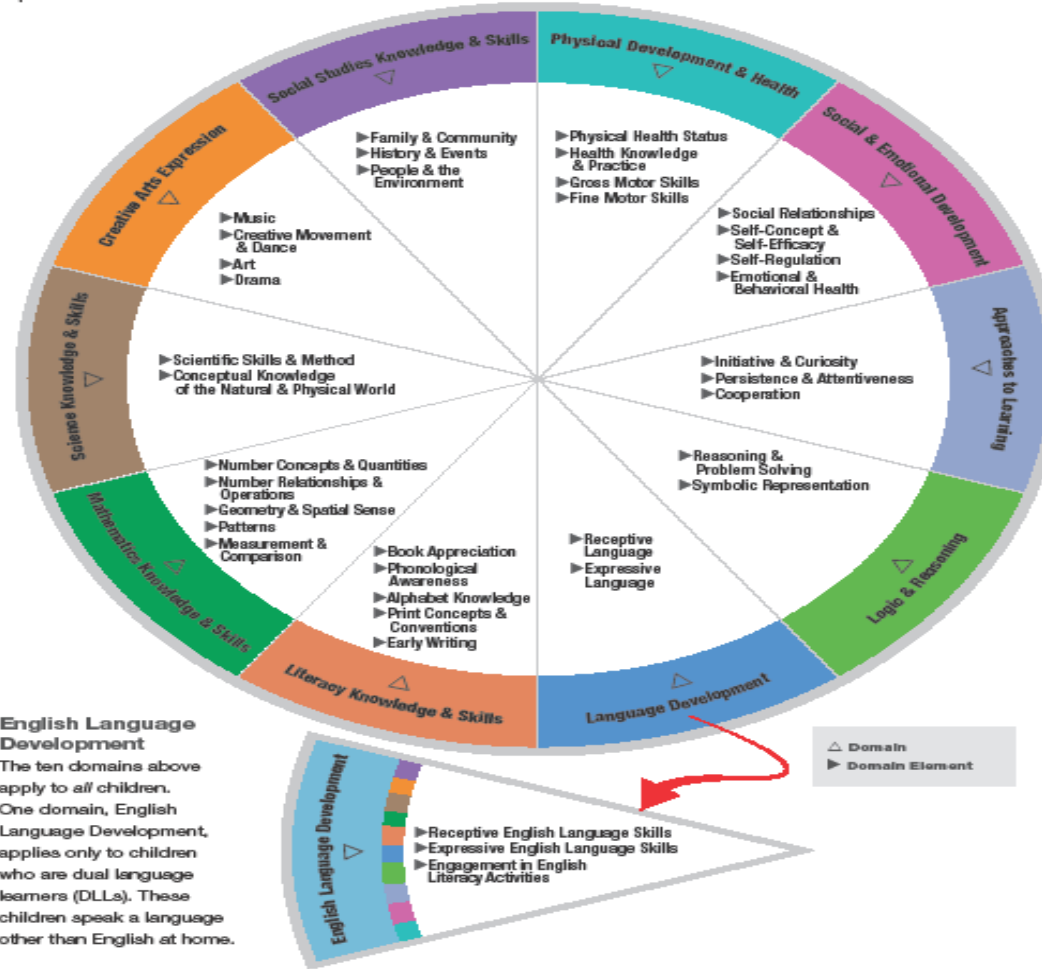 Social Studies Knowledge & Skills
Family & Community
History & Events
People & the
Environment
Physical Development & Health
Physical Health Status
Health Knowledge
& Practice
Gross Motor Skills
Fine Motor Skills
Social & Emotional Development
Social Relationships
Self-Concept &
Self-Efficacy
Self-Regulation
Emotional &
Behavioral Health
Approaches to Learning
Initiative & Curiosity
Persistence & Attentiveness
Cooperation
Logic & Reasoning
Reasoning &
Problem Solving
Symbolic Representation
Language Development
Receptive
Language
Expressive
Language
Literacy Knowledge & Skills
Book Appreciation
Phonological
Awareness
Alphabet Knowledge
Print Concepts &
Conventions
Early Writing
Mathematics Knowledge & Skills
Number Concepts & Quantities
Number Relationships &
Operations
Geometry & Spatial Sense
Patterns
Measurement &
Comparison
Science Knowledge & Skills
Scientific Skills & Method
Conceptual Knowledge
of the Natural & Physical World
Creative Arts Expression
Music
Creative Movement
& Dance
Art
Drama
English Language
Development
The ten domains above
apply to all children.
One domain, English
Language Development,
applies only to children
who are dual language
learners (DLLs). These
children speak a language
other than English at home.
English Language Development
Receptive English Language Skills
Expressive English Language Skills
Engagement in English
Literacy Activities
Domain
Domain Element